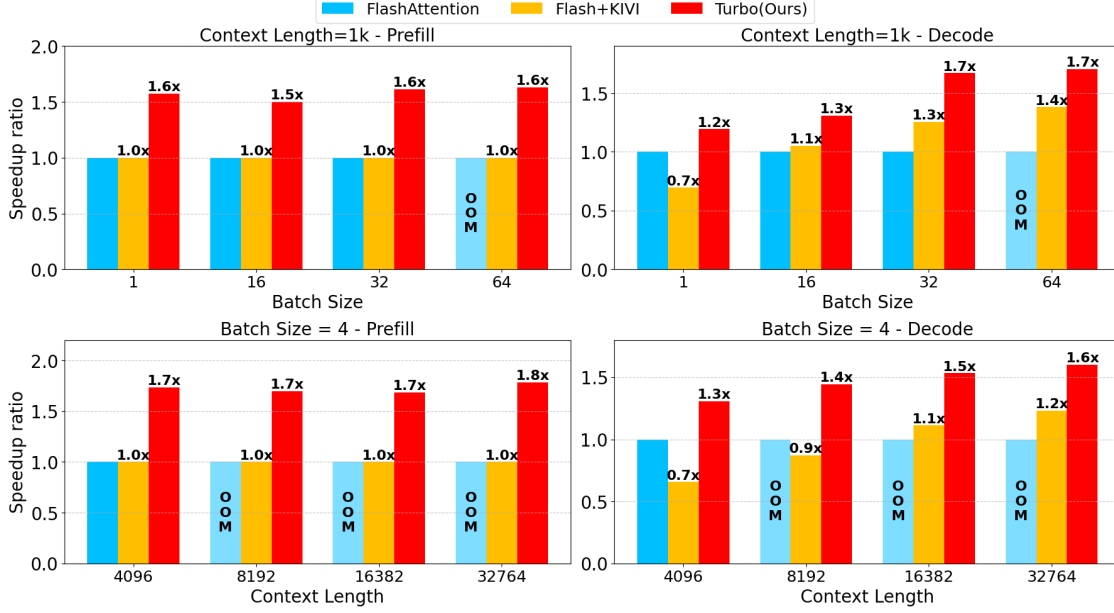 FlashAttention Flash+KIVI Turbo(Ours)
Context Length=1k - Prefill
Speedup ratio
2.0
1.5
1.0
0.5
0.0
1.6x
1.5x
1.6x
1.6x
1.0x
1.0x
1.0x
1.0x
O
O
M
1 16 32 64
Batch Size
Context Length=1k - Decode
1.5
1.0
0.5
0.0
0.7x
1.2x
1.1x
1.3x
1.3x
1.7x
1.4x
1.7x
O
O
M
1 16 32 64
Batch Size
Batch Size = 4 - Prefill
Speedup ratio
2.0
1.5
1.0
0.5
0.0
1.7x
1.7x
1.7x
1.8x
1.0x
1.0x
1.0x
1.0x
O
O
M
O
O
M
O
O
M
4096 8192 16382 32764
Context Length
Batch Size = 4 - Decode
1.5
1.0
0.5
0.0
0.7x
1.3x
0.9x
1.4x
1.1x
1.5x
1.2x
1.6x
O
O
M
O
O
M
O
O
M
4096 8192 16382 32764
Context Length